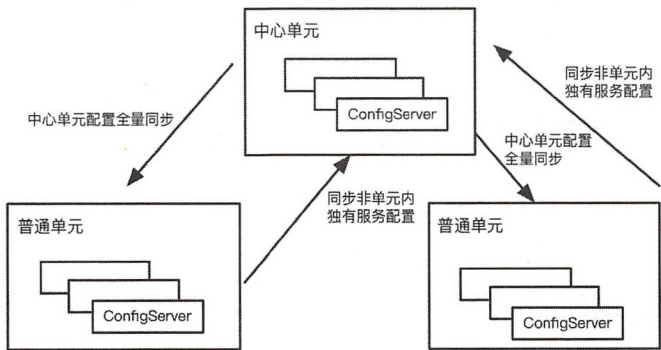 中心单元
ConfigServer
中心单元配置全量同步
同步非单元内
独有服务配置
中心单元配置
全量同步
同步非单元内
独有服务配置
普通单元
ConfigServer
普通单元
ConfigServer